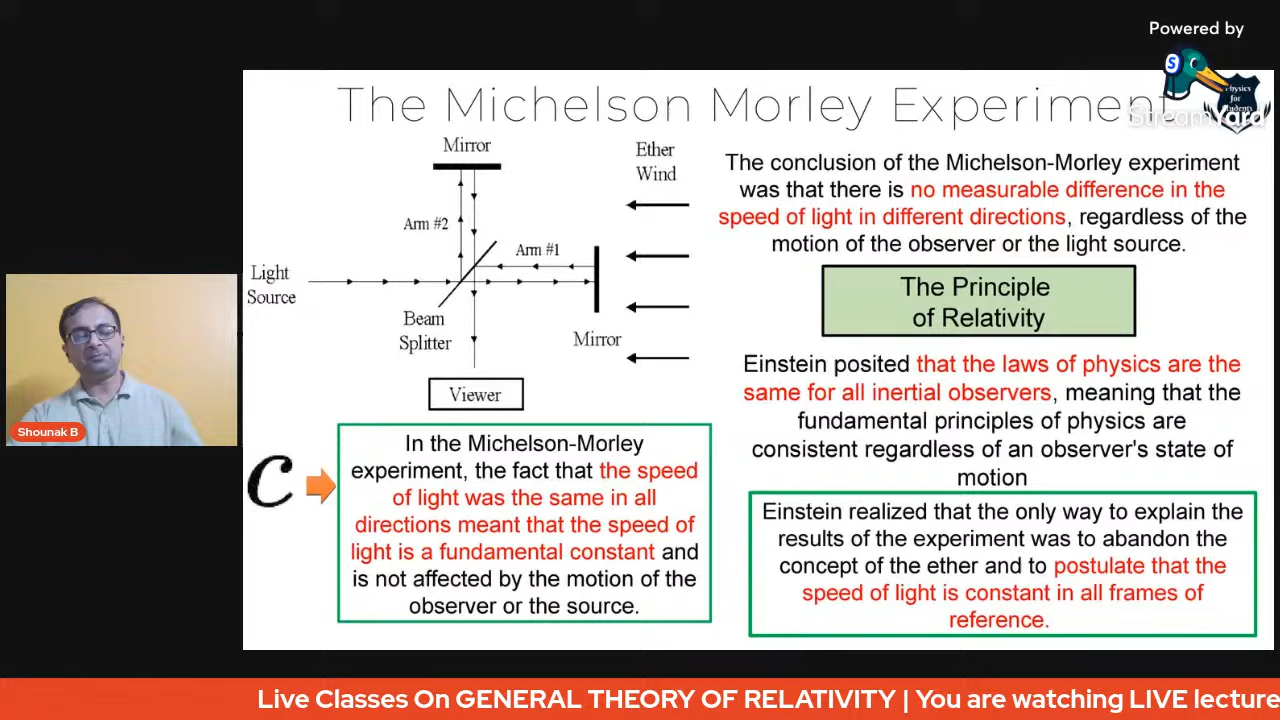 Powered by
StreamYard
Physics
for
Students
The Michelson Morley Experiment
Mirror
Ether
Wind
Arm #2
Arm #1
Light
Source
Beam
Splitter
Mirror
Viewer
The conclusion of the Michelson-Morley experiment
was that there is no measurable difference in the
speed of light in different directions, regardless of the
motion of the observer or the light source.
The Principle
of Relativity
Einstein posited that the laws of physics are the
same for all inertial observers, meaning that the
fundamental principles of physics are
consistent regardless of an observer's state of
motion
Shounak B
c
In the Michelson-Morley
experiment, the fact that the speed
of light was the same in all
directions meant that the speed of
light is a fundamental constant and
is not affected by the motion of the
observer or the source.
Einstein realized that the only way to explain the
results of the experiment was to abandon the
concept of the ether and to postulate that the
speed of light is constant in all frames of
reference.
Live Classes On GENERAL THEORY OF RELATIVITY | You are watching LIVE lecture